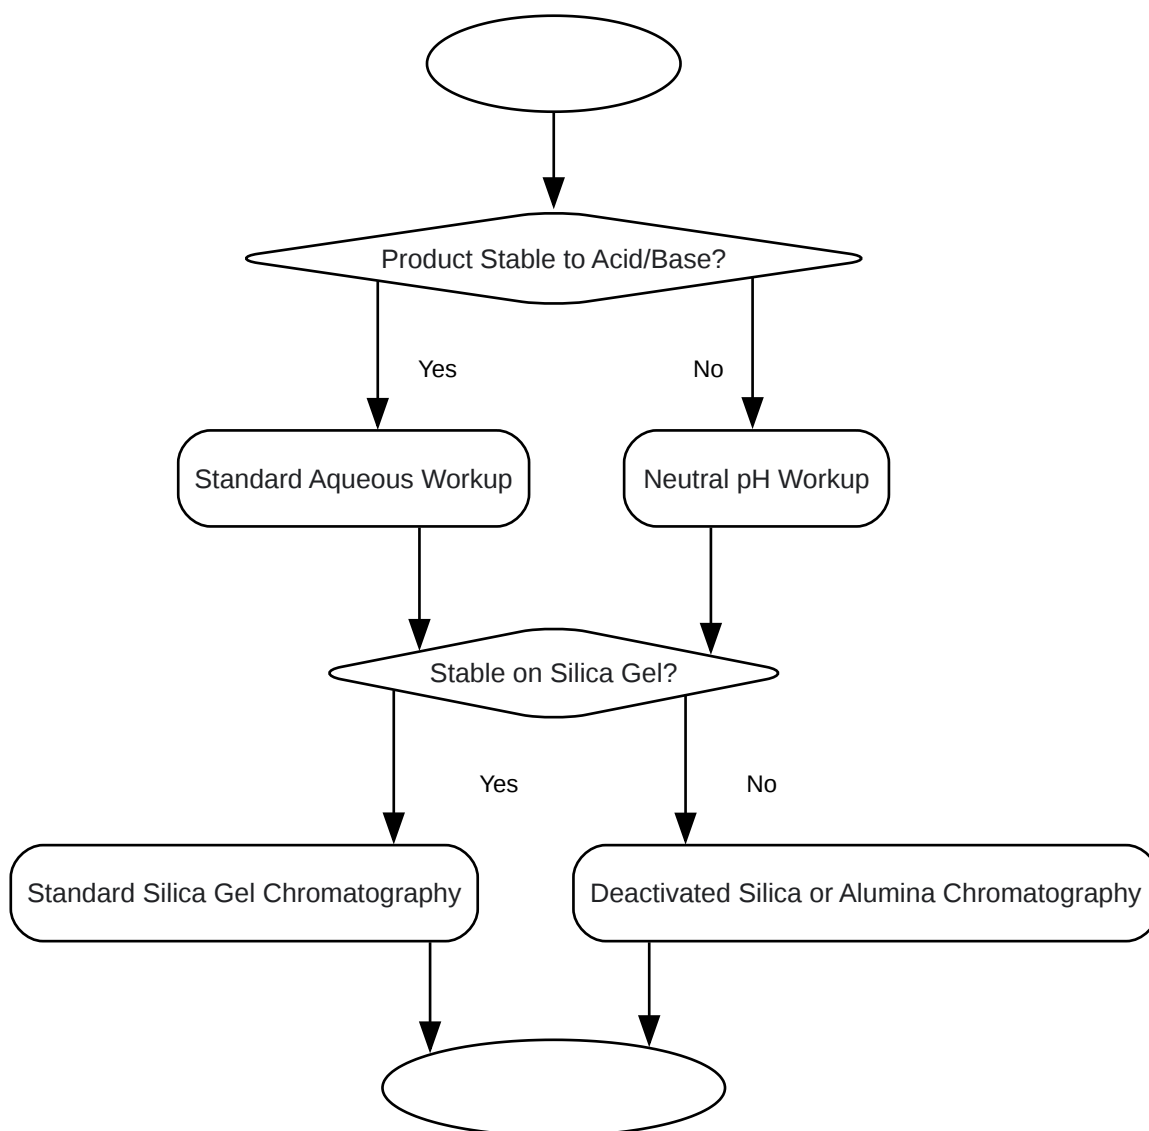 Product Stable to Acid/Base?
Yes
No
Standard Aqueous Workup
Neutral pH Workup
Stable on Silica Gel?
Yes
No
Standard Silica Gel Chromatography
Deactivated Silica or Alumina Chromatography